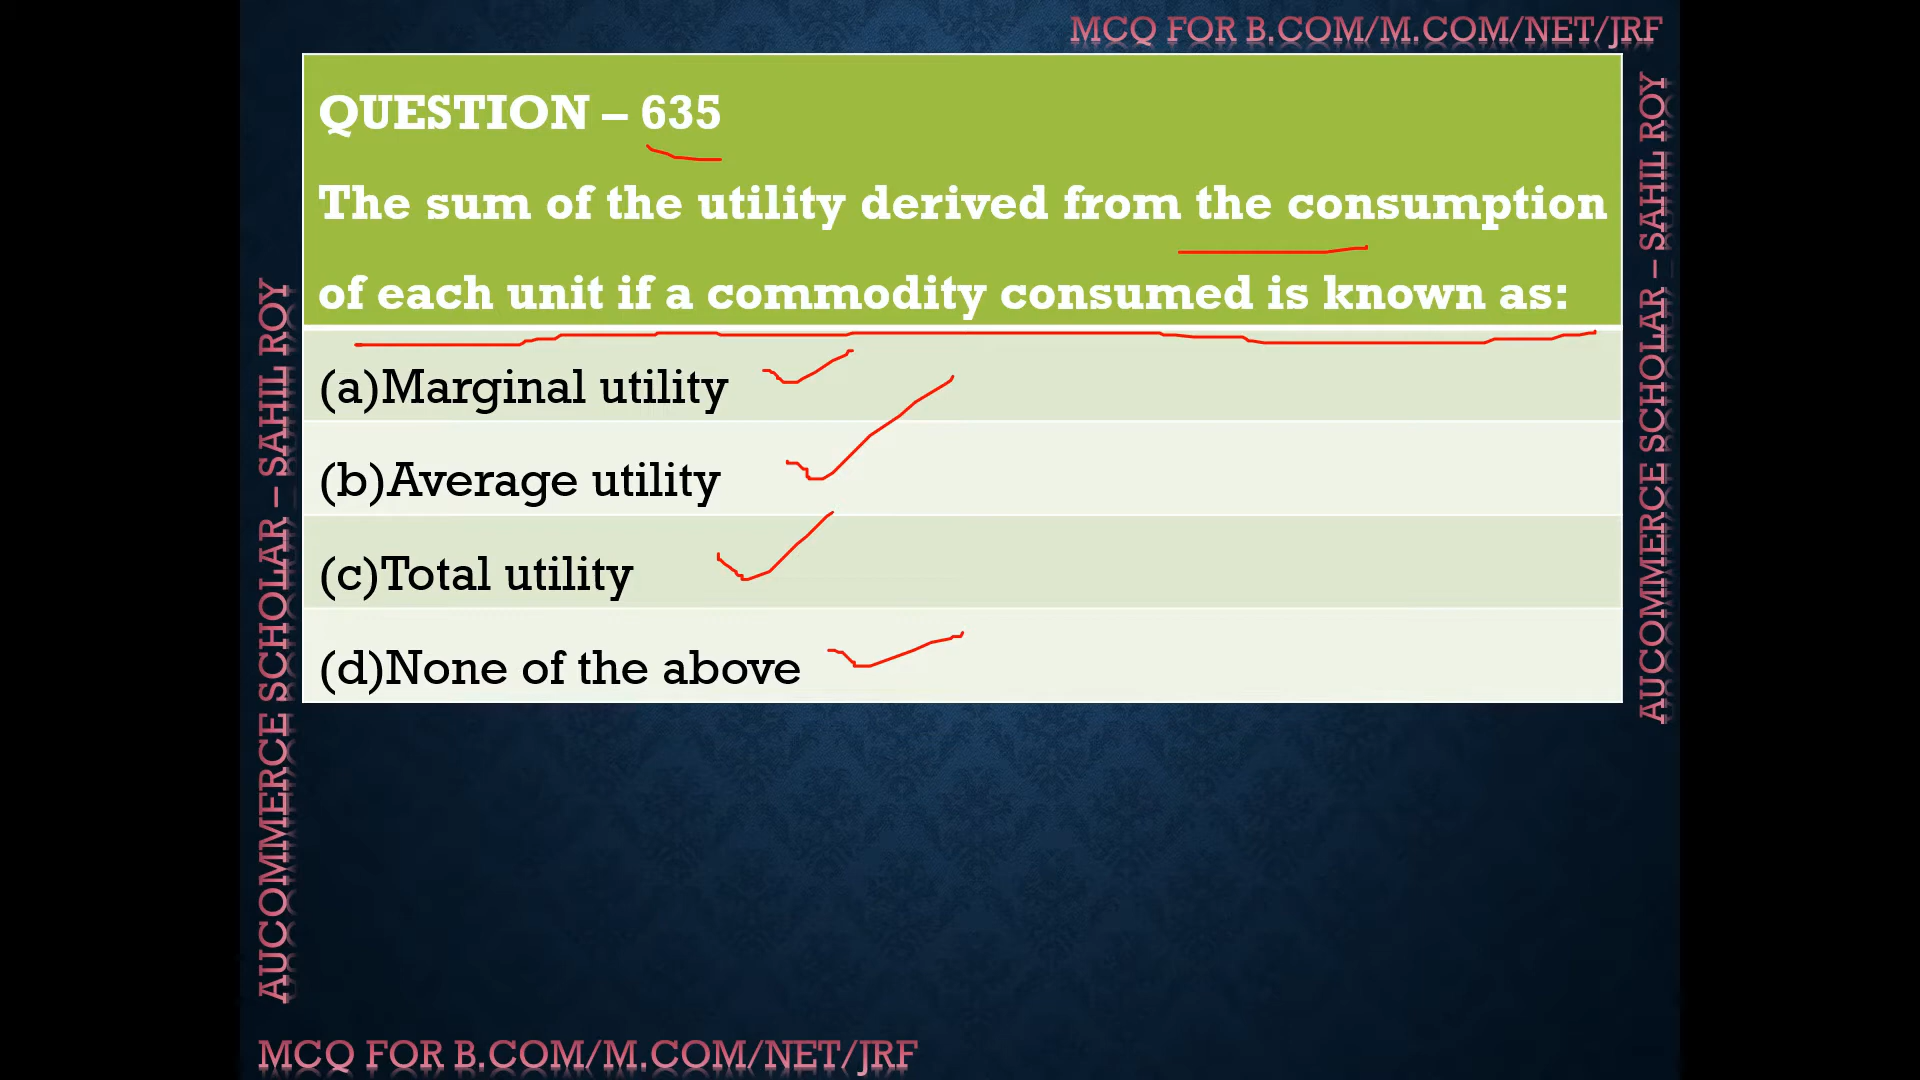 MCQ FOR B.COM/M.COM/NET/JRF
QUESTION – 635
The sum of the utility derived from the consumption
of each unit if a commodity consumed is known as:
(a)Marginal utility
(b)Average utility
(c)Total utility
(d)None of the above
AUCOMMERCE SCHOLAR – SAHIL ROY
AUCOMMERCE SCHOLAR – SAHIL ROY
MCQ FOR B.COM/M.COM/NET/JRF